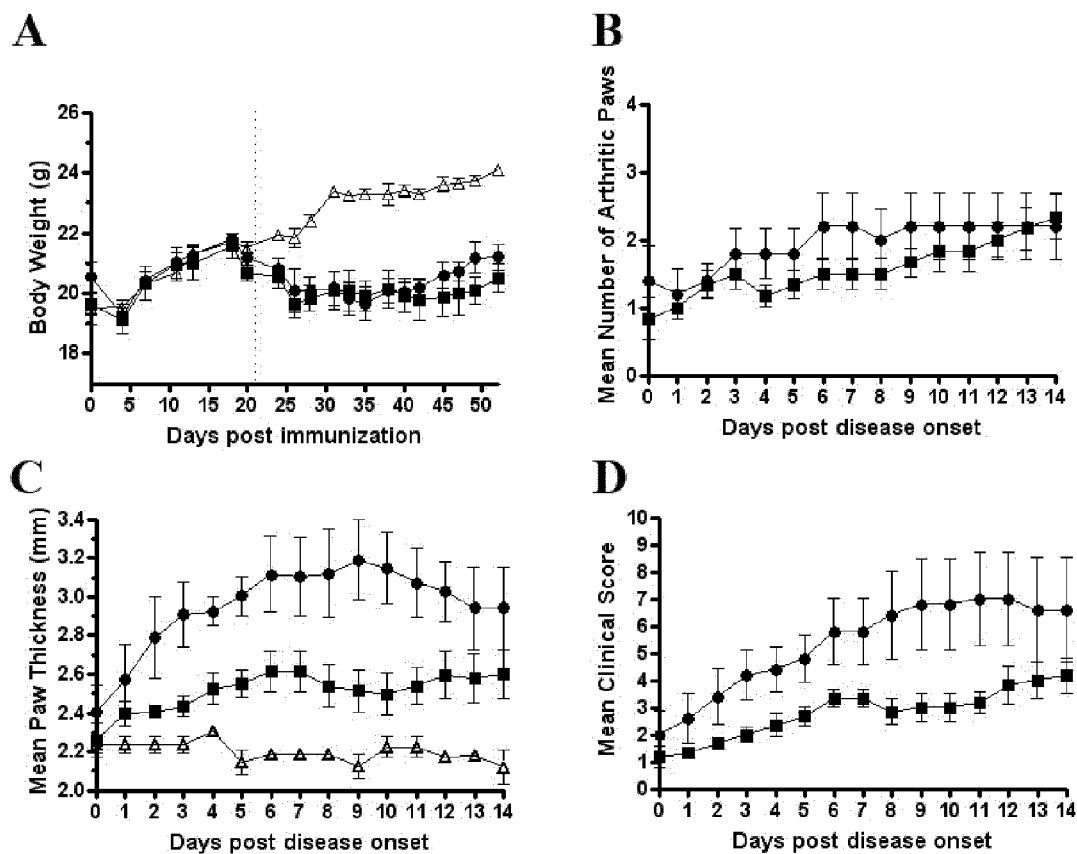 A
Body Weight (g)
26
24
22
20
18
0 5 10 15 20 25 30 35 40 45 50
Days post immunization
B
Mean Number of Arthritic Paws
4
3
2
1
0
0 1 2 3 4 5 6 7 8 9 10 11 12 13 14
Days post disease onset
C
Mean Paw Thickness (mm)
3.4
3.2
3.0
2.8
2.6
2.4
2.2
2.0
0 1 2 3 4 5 6 7 8 9 10 11 12 13 14
Days post disease onset
D
Mean Clinical Score
10
9
8
7
6
5
4
3
2
1
0
0 1 2 3 4 5 6 7 8 9 10 11 12 13 14
Days post disease onset